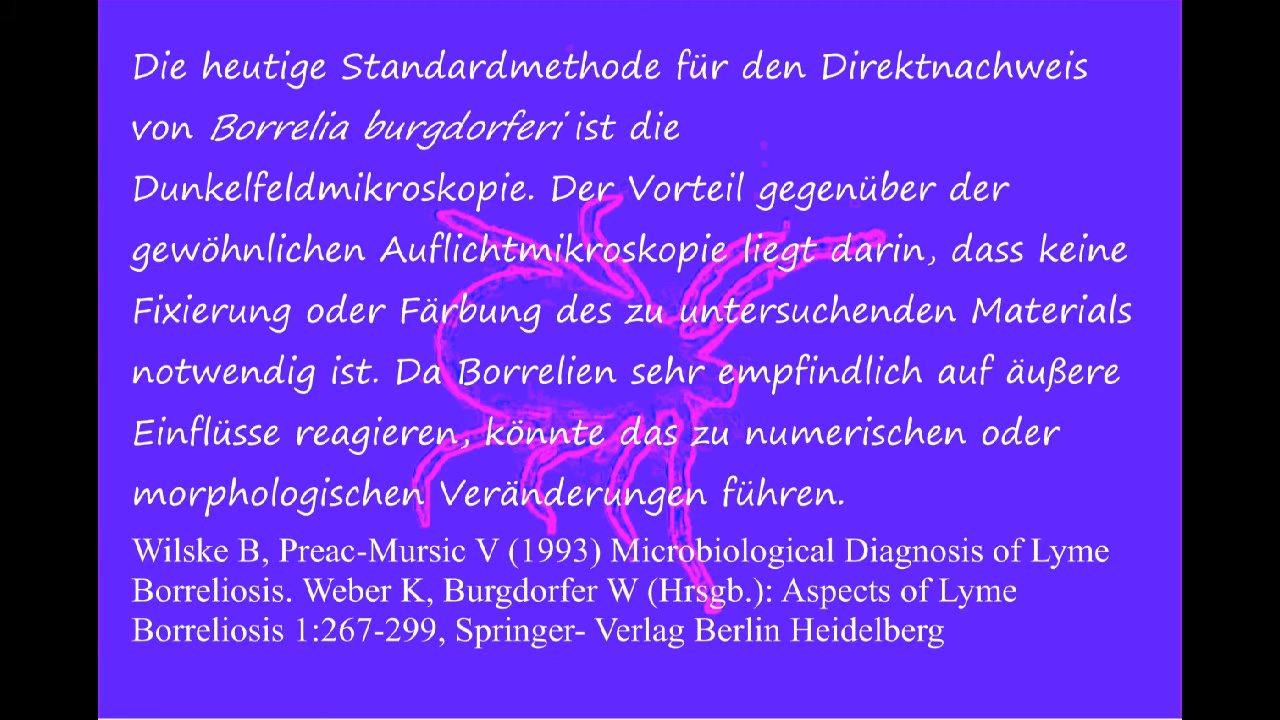 Die heutige Standardmethode für den Direktnachweis
von Borrelia burgdorferi ist die
Dunkelfeldmikroskopie. Der Vorteil gegenüber der
gewöhnlichen Auflichtmikroskopie liegt darin, dass keine
Fixierung oder Färbung des zu untersuchenden Materials
notwendig ist. Da Borrelien sehr empfindlich auf äußere
Einflüsse reagieren, könnte das zu numerischen oder
morphologischen Veränderungen führen.
Wilske B, Preac-Mursic V (1993) Microbiological Diagnosis of Lyme
Borreliosis. Weber K, Burgdorfer W (Hrsgb.): Aspects of Lyme
Borreliosis 1:267-299, Springer- Verlag Berlin Heidelberg